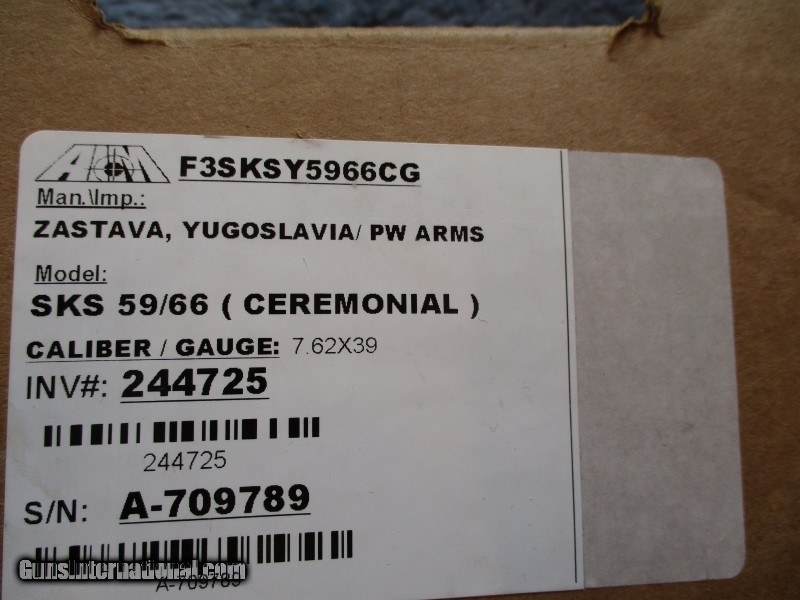 AIM F3SKSY5966CG
Man.\Imp.:
ZASTAVA, YUGOSLAVIA/ PW ARMS
Model:
SKS 59/66 ( CEREMONIAL )
CALIBER / GAUGE: 7.62X39
INV#: 244725
244725
S/N: A-709789
A-709789
GunsInternational.com